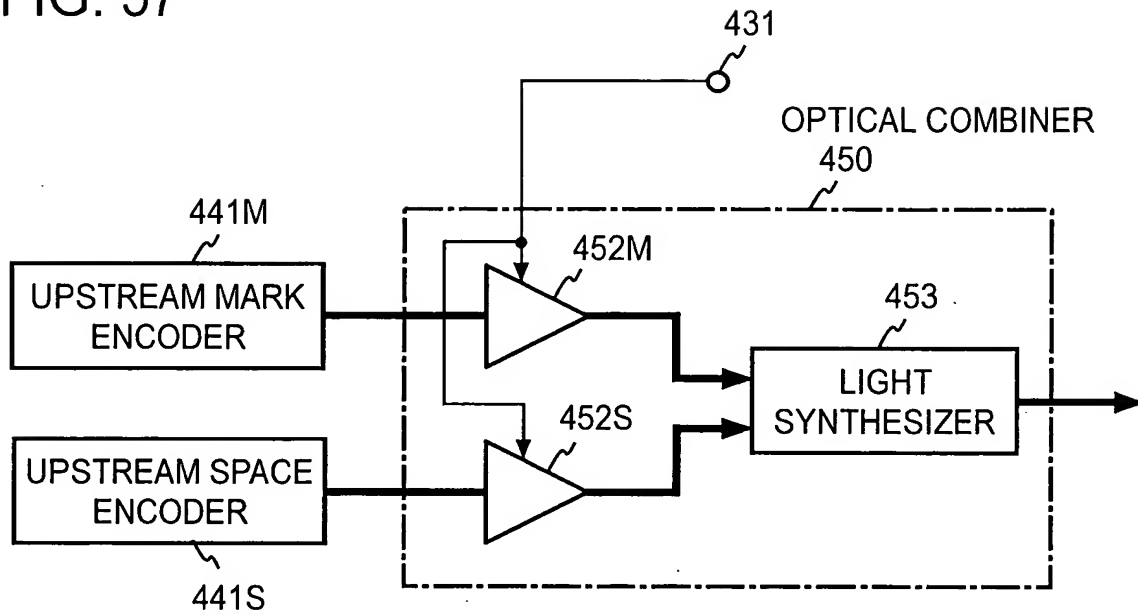 FIG. 37
431
OPTICAL COMBINER
450
441M
452M
UPSTREAM MARK
ENCODER
453
LIGHT
SYNTHESIZER
452S
UPSTREAM SPACE
ENCODER
441S